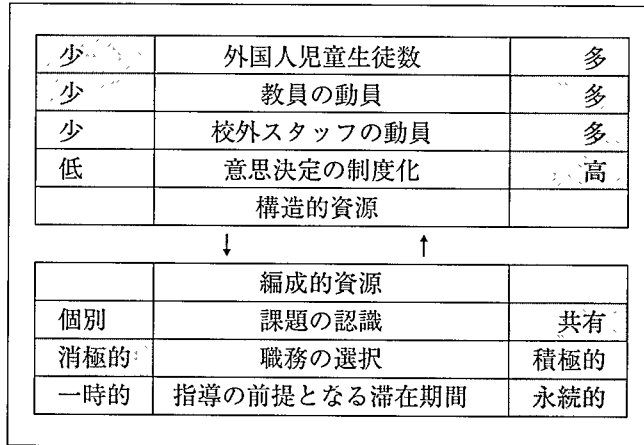 少 外国人児童生徒数 多
少 教員の動員 多
少 校外スタッフの動員 多
低 意思決定の制度化 高
構造的資源
↓ ↑
編成的資源
個別 課題の認識 共有
消極的 職務の選択 積極的
一時的 指導の前提となる滞在期間 永続的